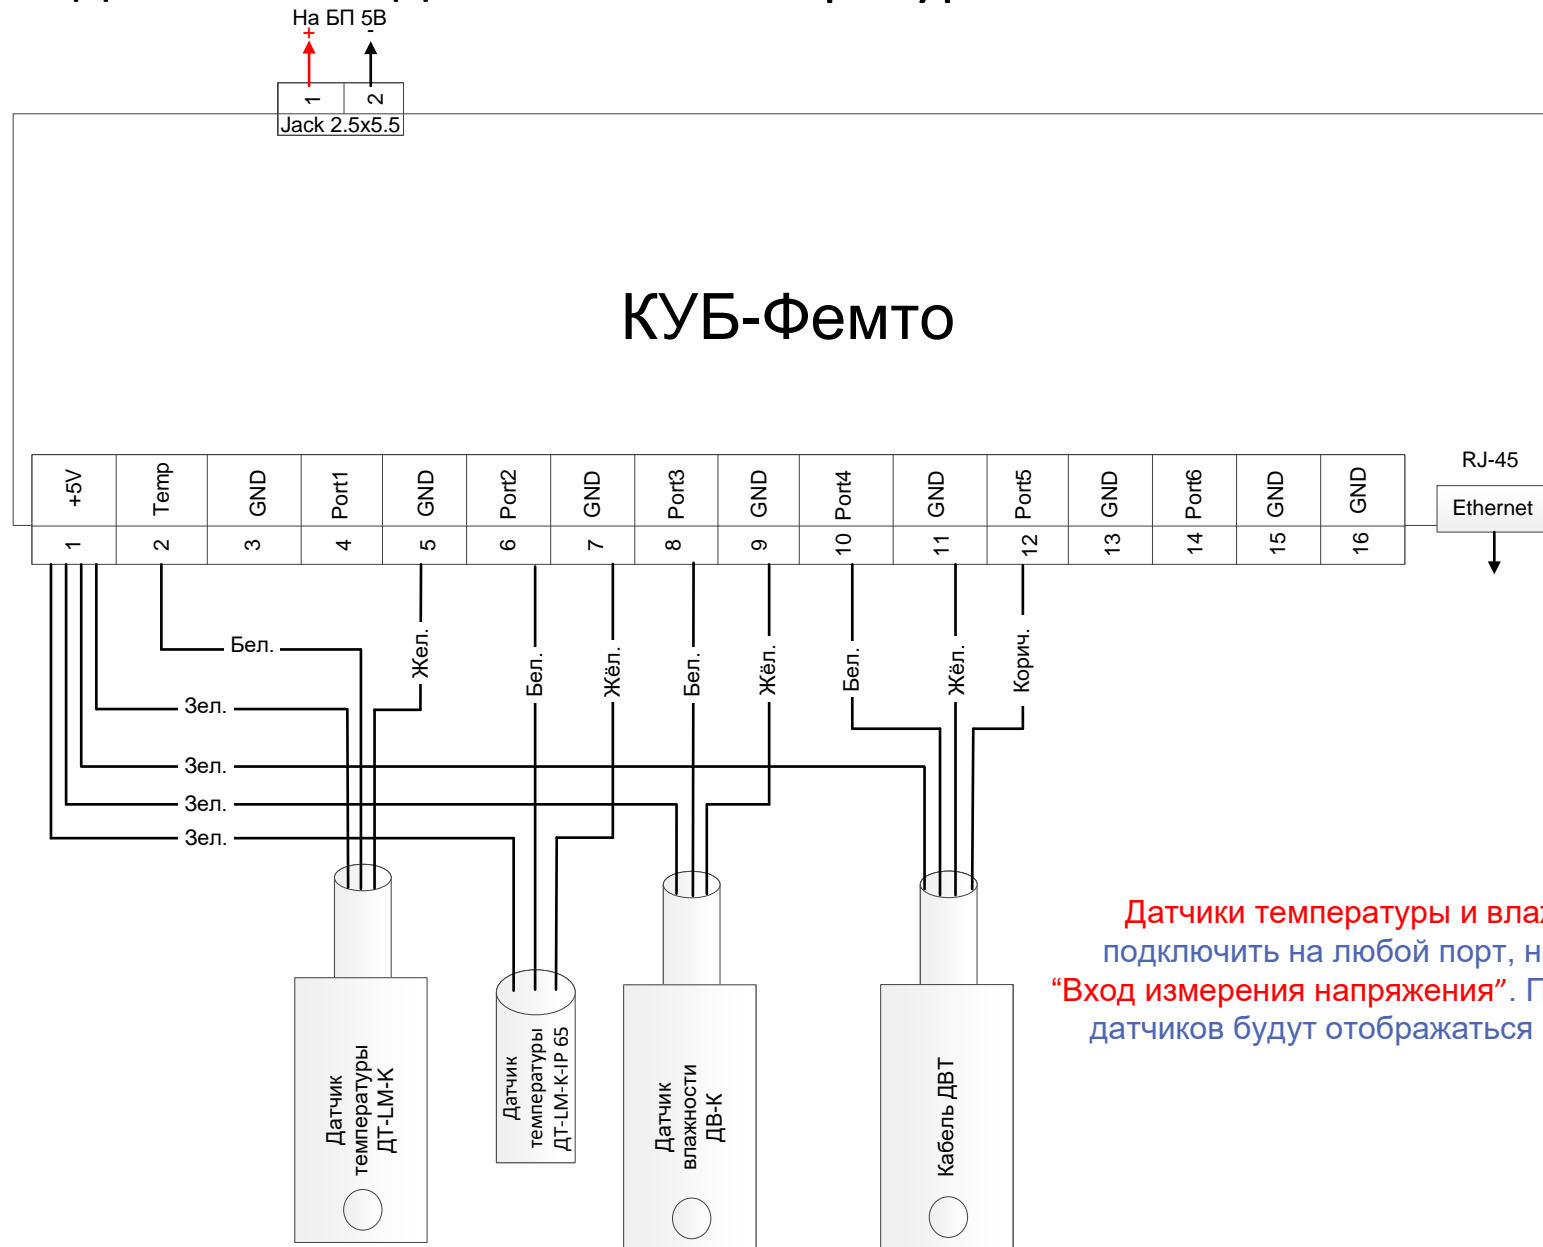 На БП 5В
+ -
1 2
Jack 2.5x5.5
КУБ-Фемто
+5V Temp GND Port1 GND Port2 GND Port3 GND Port4 GND Port5 GND Port6 GND GND
1 2 3 4 5 6 7 8 9 10 11 12 13 14 15 16
RJ-45
Ethernet
Бел.
Жел.
Бел.
Жёл.
Бел.
Жёл.
Бел.
Жёл.
Корич.
Зел.
Зел.
Зел.
Зел.
Датчики температуры и вла
подключить на любой порт, н
“Вход измерения напряжения”. П
датчиков будут отображаться
Датчик
температуры
ДТ-LM-K
Датчик
температуры
ДТ-LM-K-IP 65
Датчик
влажности
ДВ-К
Кабель ДВТ